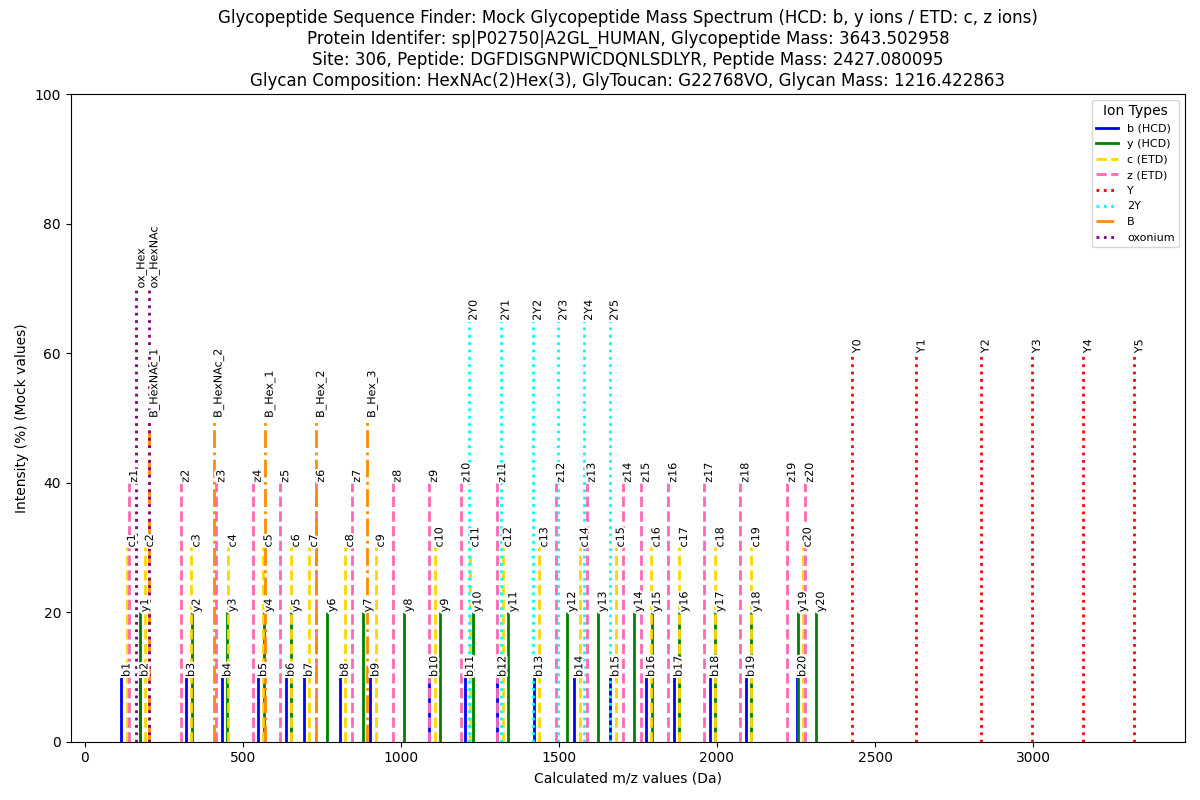 Glycopeptide Sequence Finder: Mock Glycopeptide Mass Spectrum (HCD: b, y ions / ETD: c, z ions)
Protein Identifer: sp|P02750|A2GL_HUMAN, Glycopeptide Mass: 3643.502958
Site: 306, Peptide: DGFDISGNPWICDQNLSDLYR, Peptide Mass: 2427.080095
Glycan Composition: HexNAc(2)Hex(3), GlyToucan: G22768VO, Glycan Mass: 1216.422863
Ion Types
b (HCD)
y (HCD)
c (ETD)
z (ETD)
Y
2Y
B
oxonium
Intensity (%) (Mock values)
100
80
60
40
20
0
ox_Hex
ox_HexNAc
2Y0
2Y1
2Y2
2Y3
2Y4
2Y5
Y0
Y1
Y2
Y3
Y4
Y5
B_HexNAc_1
B_HexNAc_2
B_Hex_1
B_Hex_2
B_Hex_3
z1
z2
z3
z4
z5
z6
z7
z8
z9
z10
z11
z12
z13
z14
z15
z16
z17
z18
z19
z20
c1
c2
c3
c4
c5
c6
c7
c8
c9
c10
c11
c12
c13
c14
c15
c16
c17
c18
c19
c20
y1
y2
y3
y4
y5
y6
y7
y8
y9
y10
y11
y12
y13
y14
y15
y16
y17
y18
y19
y20
b1
b2
b3
b4
b5
b6
b7
b8
b9
b10
b11
b12
b13
b14
b15
b16
b17
b18
b19
b20
0
500
1000
1500
2000
2500
3000
Calculated m/z values (Da)